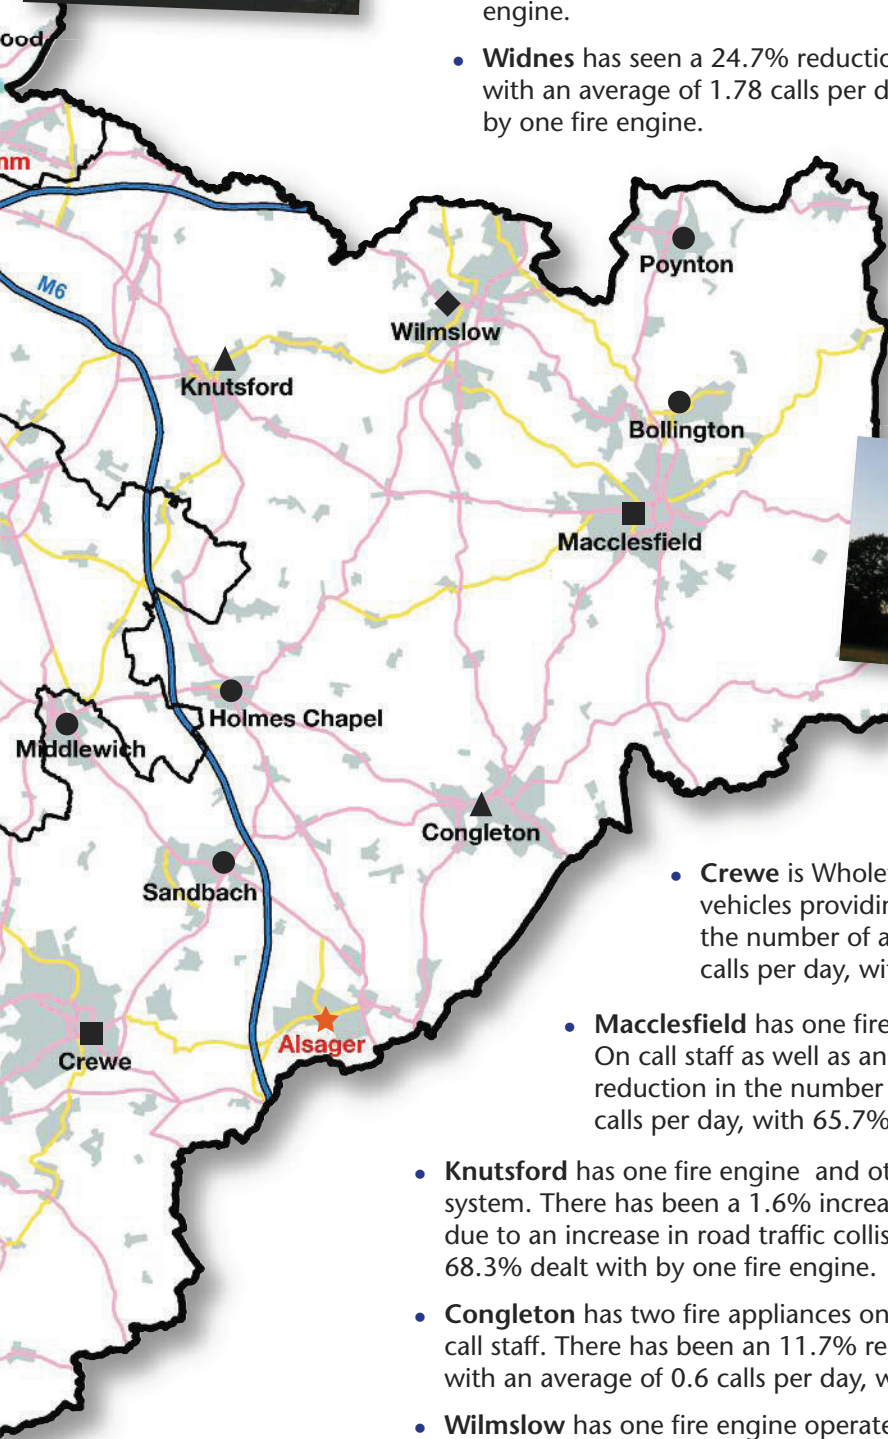 engine.
• Widnes has seen a 24.7% reductio
with an average of 1.78 calls per d
by one fire engine.
ood
nm
M6
Poynton
Wilmslow
Knutsford
Bollington
Macclesfield
Holmes Chapel
Middlewich
Congleton
Sandbach
Crewe
Alsager
• Crewe is Whole
vehicles providin
the number of a
calls per day, wit
• Macclesfield has one fire
On call staff as well as an
reduction in the number
calls per day, with 65.7%
• Knutsford has one fire engine and ot
system. There has been a 1.6% increa
due to an increase in road traffic collis
68.3% dealt with by one fire engine.
• Congleton has two fire appliances on
call staff. There has been an 11.7% re
with an average of 0.6 calls per day, w
• Wilmslow has one fire engine operate